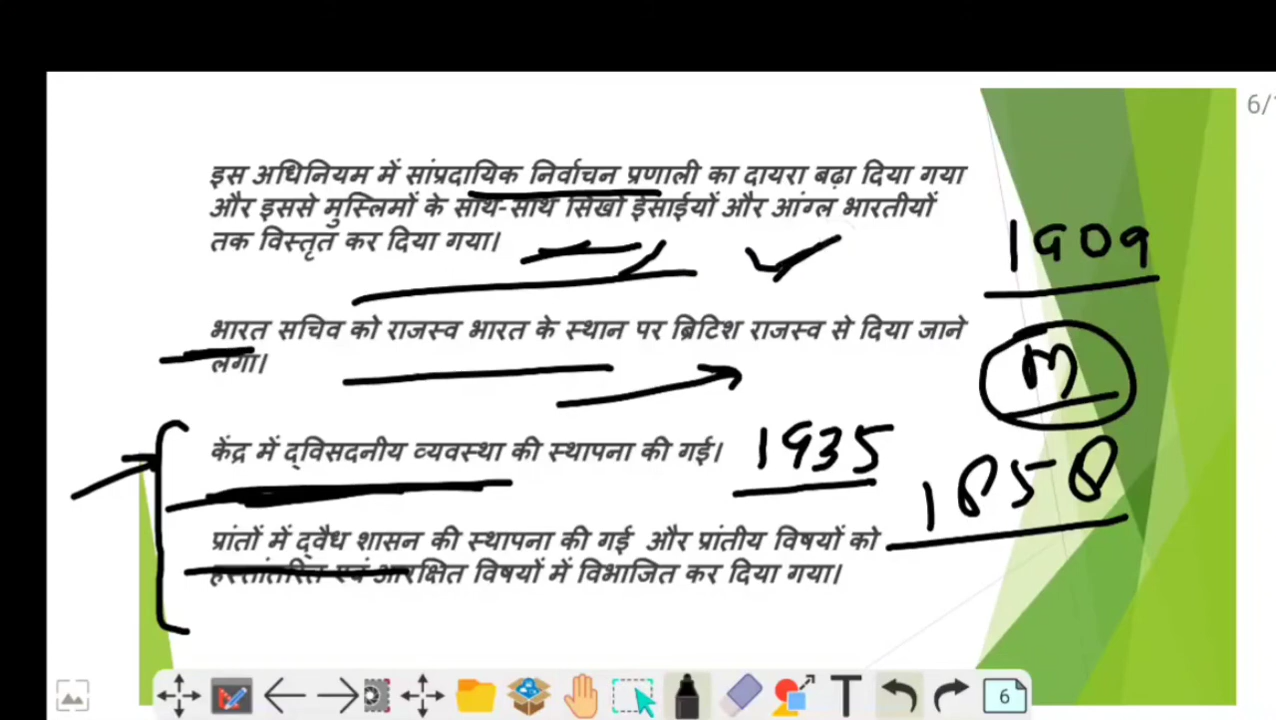 6/
इस अधिनियम में सांप्रदायिक निर्वाचन प्रणाली का दायरा बढ़ा दिया गया
और इससे मुस्लिमों के साथ-साथ सिखों ईसाईयों और आंग्ल भारतीयों
तक विस्तृत कर दिया गया।
1909
भारत सचिव को राजस्व भारत के स्थान पर ब्रिटिश राजस्व से दिया जाने
लगा।
m
केंद्र में द्विसदनीय व्यवस्था की स्थापना की गई।
1935
1858
प्रांतों में द्वैध शासन की स्थापना की गई और प्रांतीय विषयों को
हस्तांतरित एवं आरक्षित विषयों में विभाजित कर दिया गया।
T
6